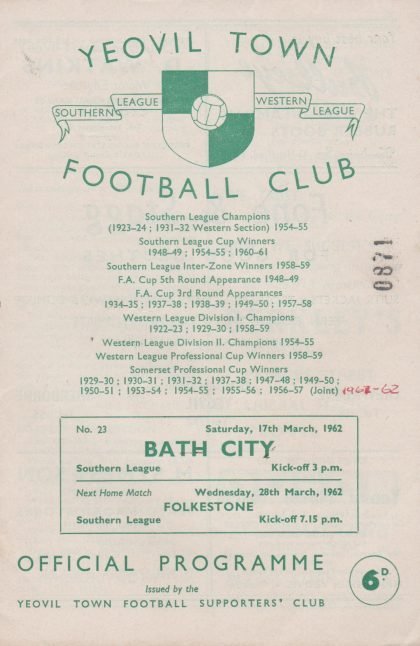 YEOVIL TOWN
SOUTHERN LEAGUE WESTERN LEAGUE
FOOTBALL CLUB
Southern League Champions
(1923-24 ; 1931-32 Western Section) 1954-55
Southern League Cup Winners
1948-49 ; 1954-55 ; 1960-61
Southern League Inter-Zone Winners 1958-59
F.A. Cup 5th Round Appearance 1948-49
F.A. Cup 3rd Round Appearances
1934-35 ; 1937-38 ; 1938-39 ; 1949-50 ; 1957-58
Western League Division I. Champions
1922-23 ; 1929-30 ; 1958-59
Western League Division II. Champions 1954-55
Western League Professional Cup Winners 1958-59
Somerset Professional Cup Winners
1929-30 ; 1930-31 ; 1931-32 ; 1937-38 ; 1947-48 ; 1949-50 ;
1950-51 ; 1953-54 ; 1954-55 ; 1955-56 ; 1956-57 (Joint) 1961-62
0871
No. 23 Saturday, 17th March, 1962
BATH CITY
Southern League Kick-off 3 p.m.
Next Home Match Wednesday, 28th March, 1962
FOLKESTONE
Southern League Kick-off 7.15 p.m.
OFFICIAL PROGRAMME
Issued by the
YEOVIL TOWN FOOTBALL SUPPORTERS' CLUB
6D.